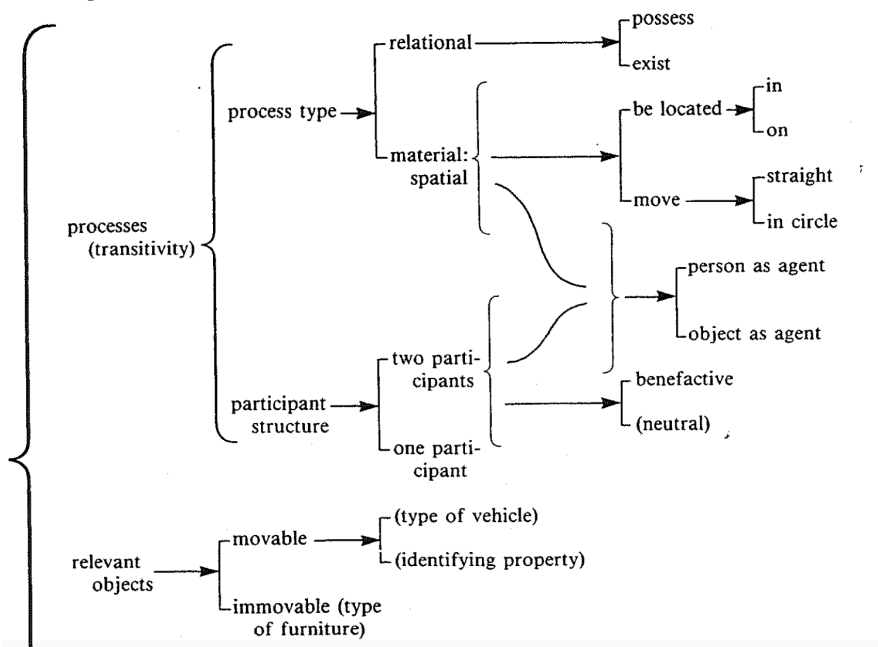 possess
relational
exist
in
process type
be located
on
material:
spatial
straight
move
in circle
processes
(transitivity)
person as agent
object as agent
two parti-
cipants
benefactive
participant
structure
(neutral)
one parti-
cipant
(type of vehicle)
movable
(identifying property)
relevant
objects
immovable (type
of furniture)